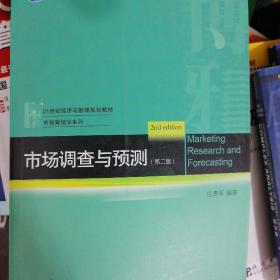 21世纪经济与管理规划教材
市场营销学系列
2nd edition
Marketing
Research and
Forecasting
市场调查与预测(第二版)
庄贵军 编著